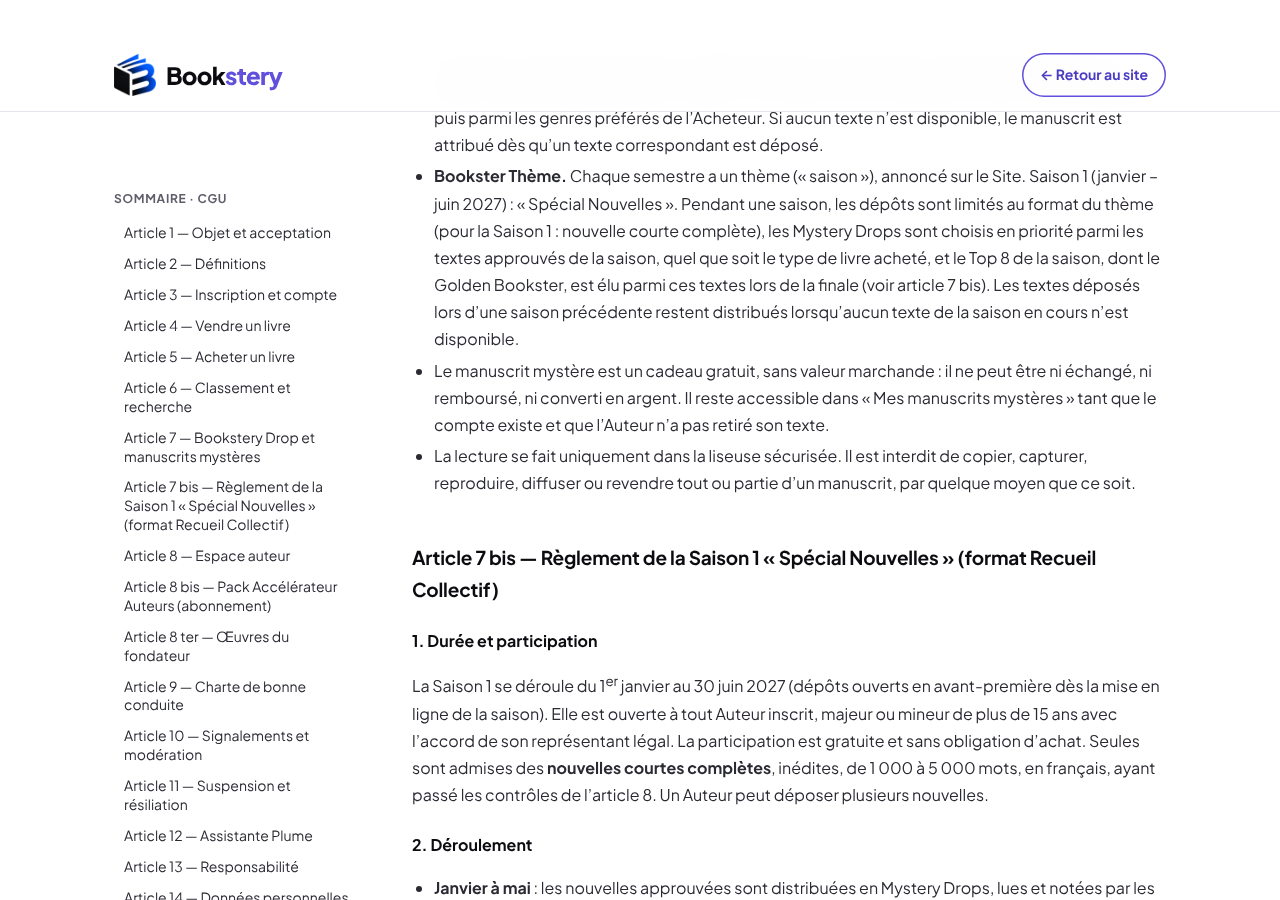 Bookstery
← Retour au site
SOMMAIRE · CGU
Article 1 — Objet et acceptation
Article 2 — Définitions
Article 3 — Inscription et compte
Article 4 — Vendre un livre
Article 5 — Acheter un livre
Article 6 — Classement et
recherche
Article 7 — Bookstery Drop et
manuscrits mystères
Article 7 bis — Règlement de la
Saison 1 « Spécial Nouvelles »
(format Recueil Collectif)
Article 8 — Espace auteur
Article 8 bis — Pack Accélérateur
Auteurs (abonnement)
Article 8 ter — Œuvres du
fondateur
Article 9 — Charte de bonne
conduite
Article 10 — Signalements et
modération
Article 11 — Suspension et
résiliation
Article 12 — Assistante Plume
Article 13 — Responsabilité
Article 14 — Données personnelles
puis parmi les genres préférés de l’Acheteur. Si aucun texte n’est disponible, le manuscrit est
attribué dès qu’un texte correspondant est déposé.
• Bookster Thème. Chaque semestre a un thème (« saison »), annoncé sur le Site. Saison 1 (janvier –
juin 2027) : « Spécial Nouvelles ». Pendant une saison, les dépôts sont limités au format du thème
(pour la Saison 1 : nouvelle courte complète), les Mystery Drops sont choisis en priorité parmi les
textes approuvés de la saison, quel que soit le type de livre acheté, et le Top 8 de la saison, dont le
Golden Bookster, est élu parmi ces textes lors de la finale (voir article 7 bis). Les textes déposés
lors d’une saison précédente restent distribués lorsqu’aucun texte de la saison en cours n’est
disponible.
• Le manuscrit mystère est un cadeau gratuit, sans valeur marchande : il ne peut être ni échangé, ni
remboursé, ni converti en argent. Il reste accessible dans « Mes manuscrits mystères » tant que le
compte existe et que l’Auteur n’a pas retiré son texte.
• La lecture se fait uniquement dans la liseuse sécurisée. Il est interdit de copier, capturer,
reproduire, diffuser ou revendre tout ou partie d’un manuscrit, par quelque moyen que ce soit.
Article 7 bis — Règlement de la Saison 1 « Spécial Nouvelles » (format Recueil
Collectif)
1. Durée et participation
La Saison 1 se déroule du 1er janvier au 30 juin 2027 (dépôts ouverts en avant-première dès la mise en
ligne de la saison). Elle est ouverte à tout Auteur inscrit, majeur ou mineur de plus de 15 ans avec
l’accord de son représentant légal. La participation est gratuite et sans obligation d’achat. Seules
sont admises des nouvelles courtes complètes, inédites, de 1 000 à 5 000 mots, en français, ayant
passé les contrôles de l’article 8. Un Auteur peut déposer plusieurs nouvelles.
2. Déroulement
• Janvier à mai : les nouvelles approuvées sont distribuées en Mystery Drops, lues et notées par les